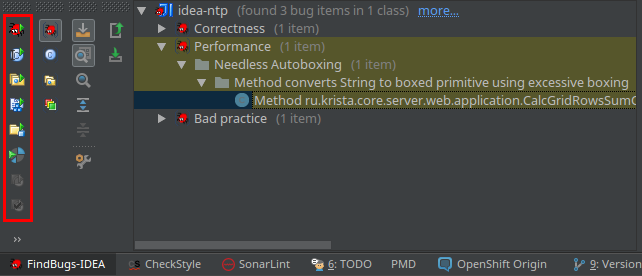 idea-ntp (found 3 bug items in 1 class) more...
Correctness (1 item)
Performance (1 item)
Needless Autoboxing (1 item)
Method converts String to boxed primitive using excessive boxing
Method ru.krista.core.server.web.application.CalcGridRowsSum
Bad practice (1 item)
»
FindBugs-IDEA CheckStyle SonarLint 6: TODO PMD OpenShift Origin 9: Version